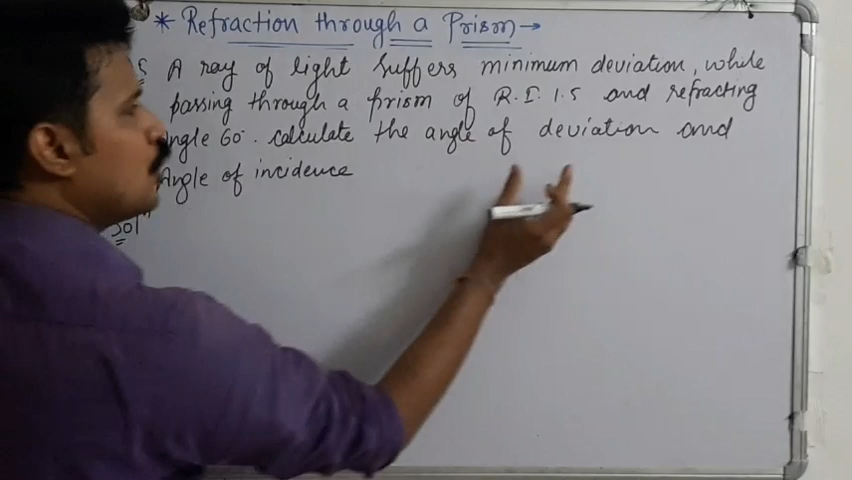 * Refraction through a Prism →
A ray of light suffers minimum deviation, while
passing through a prism of R.I. 1.5 and refracting
ngle 60°. calculate the angle of deviation and
Angle of incidence
Solⁿ